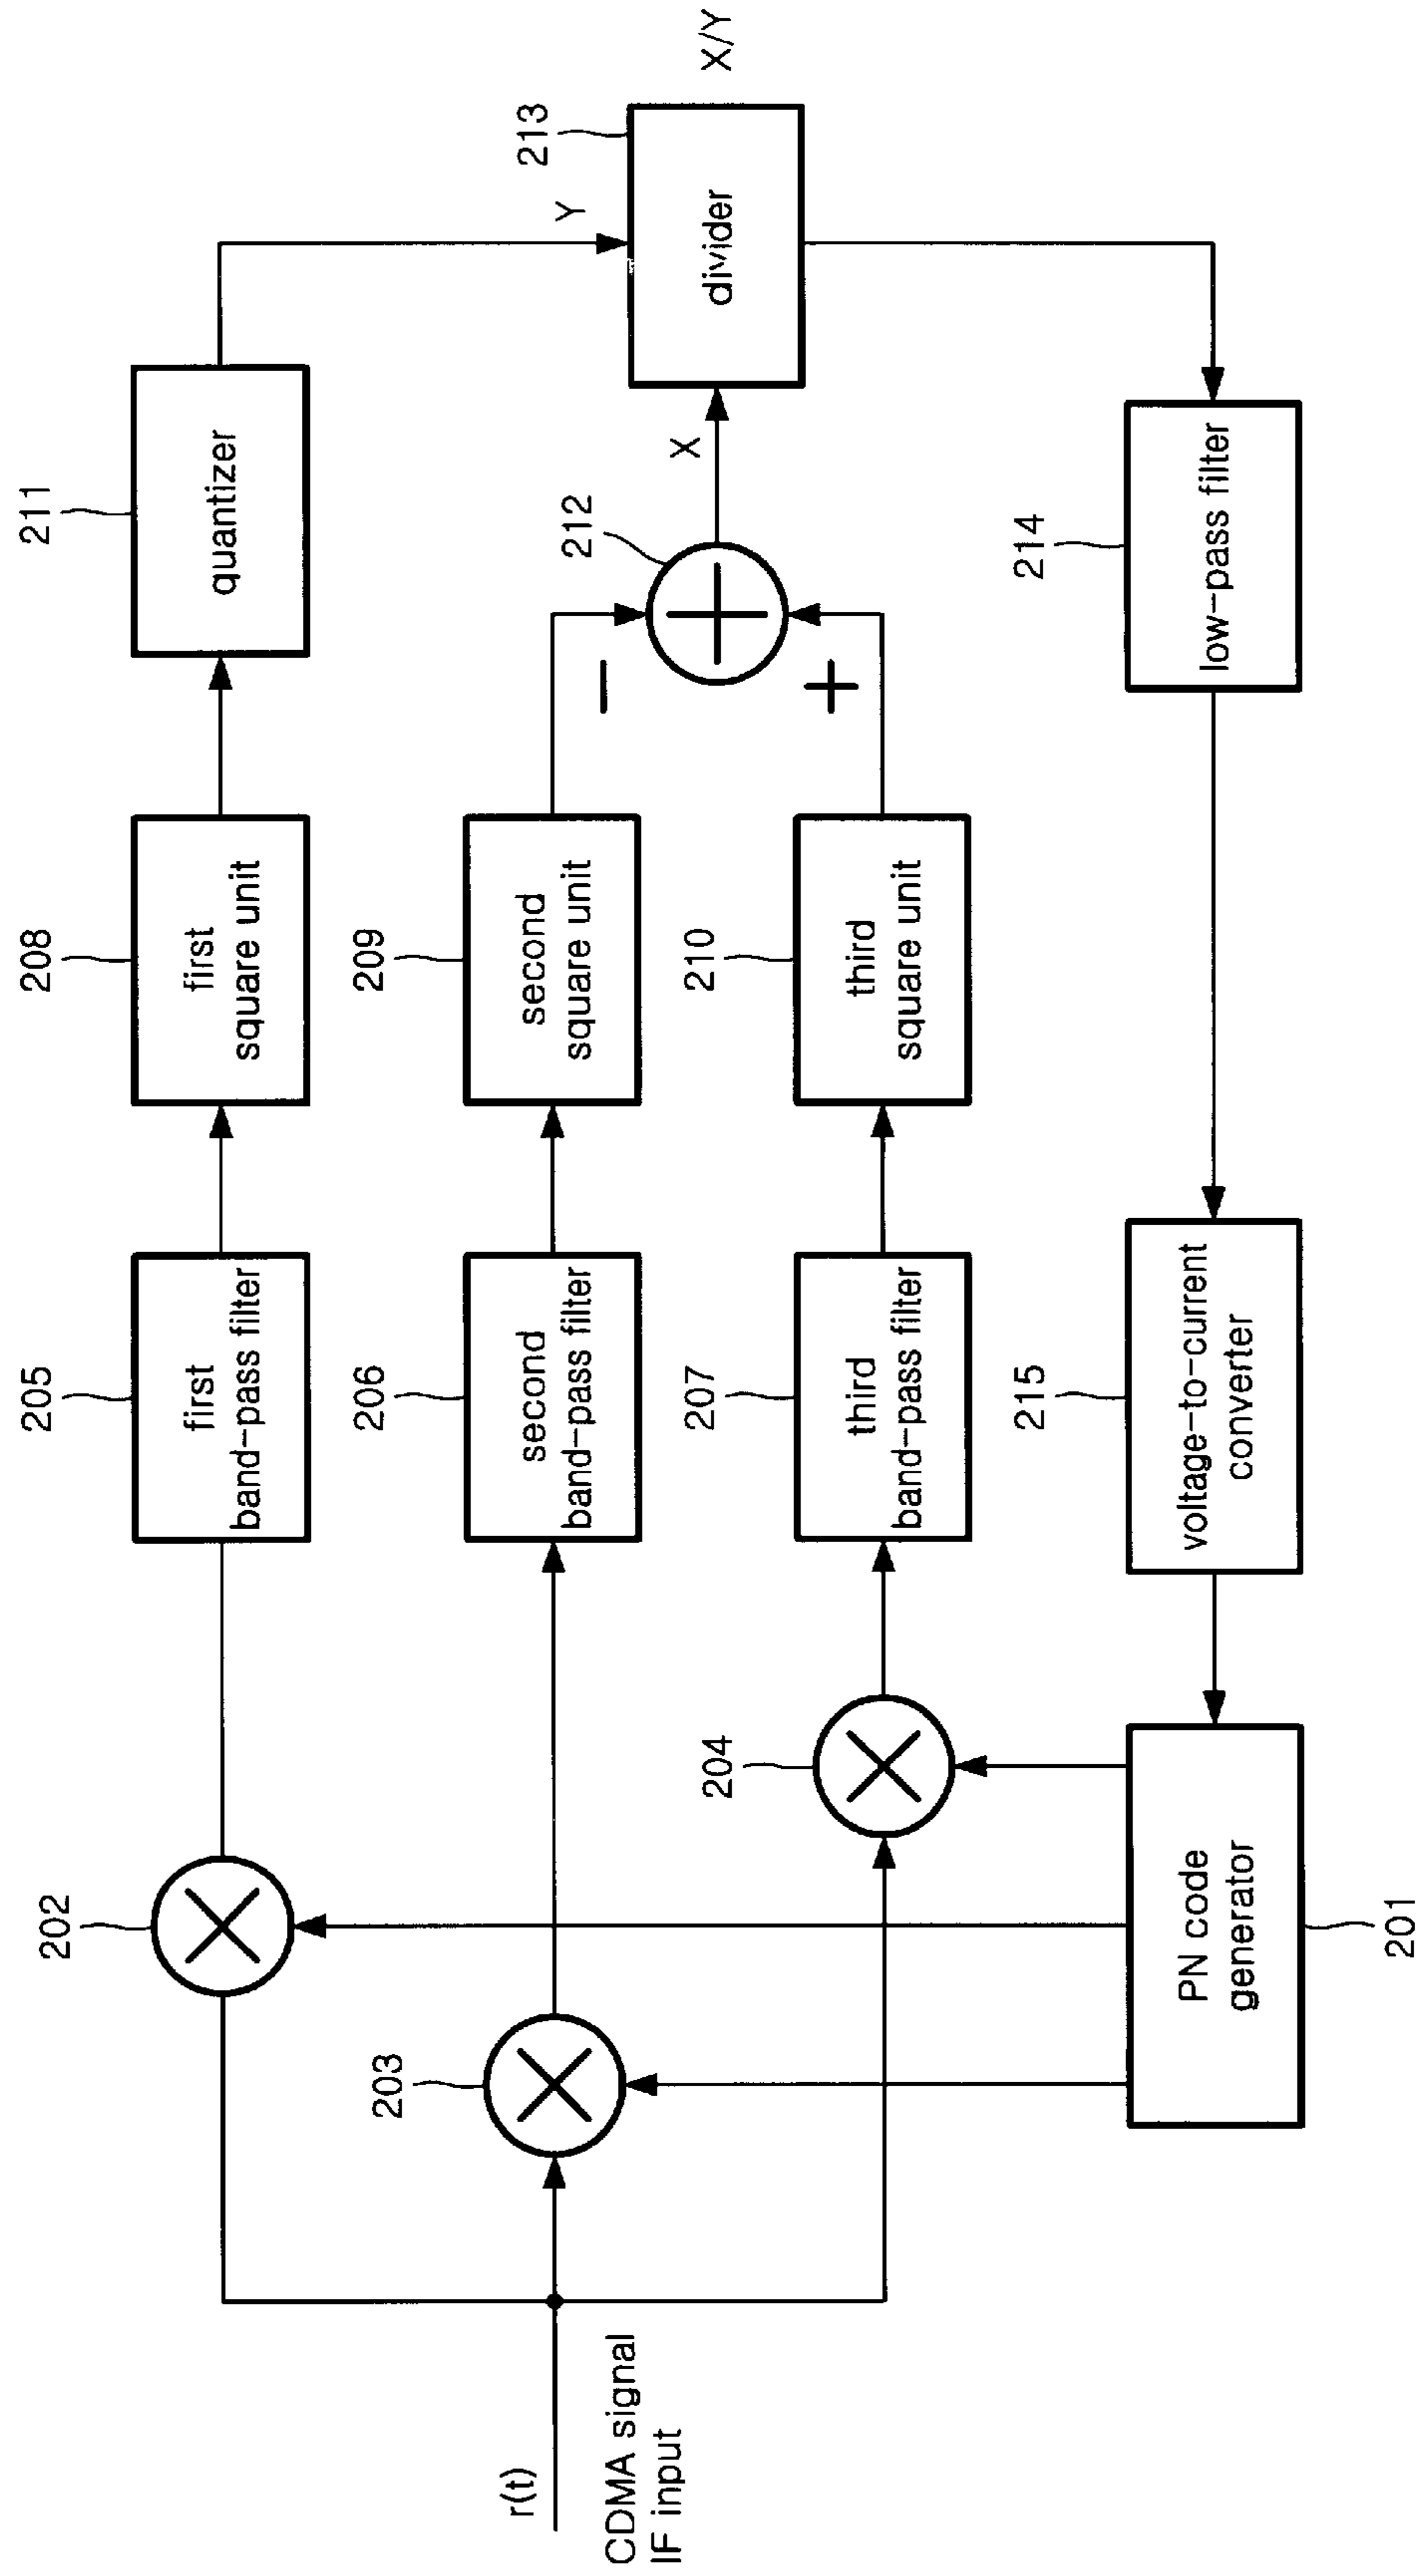 211
quantizer
208
first
square unit
205
first
band-pass filter
202
Y
213
divider
X/Y
X
212
−
+
209
second
square unit
206
second
band-pass filter
203
210
third
square unit
207
third
band-pass filter
204
r(t)
CDMA signal
IF input
214
low-pass filter
215
voltage-to-current
converter
PN code
generator
201